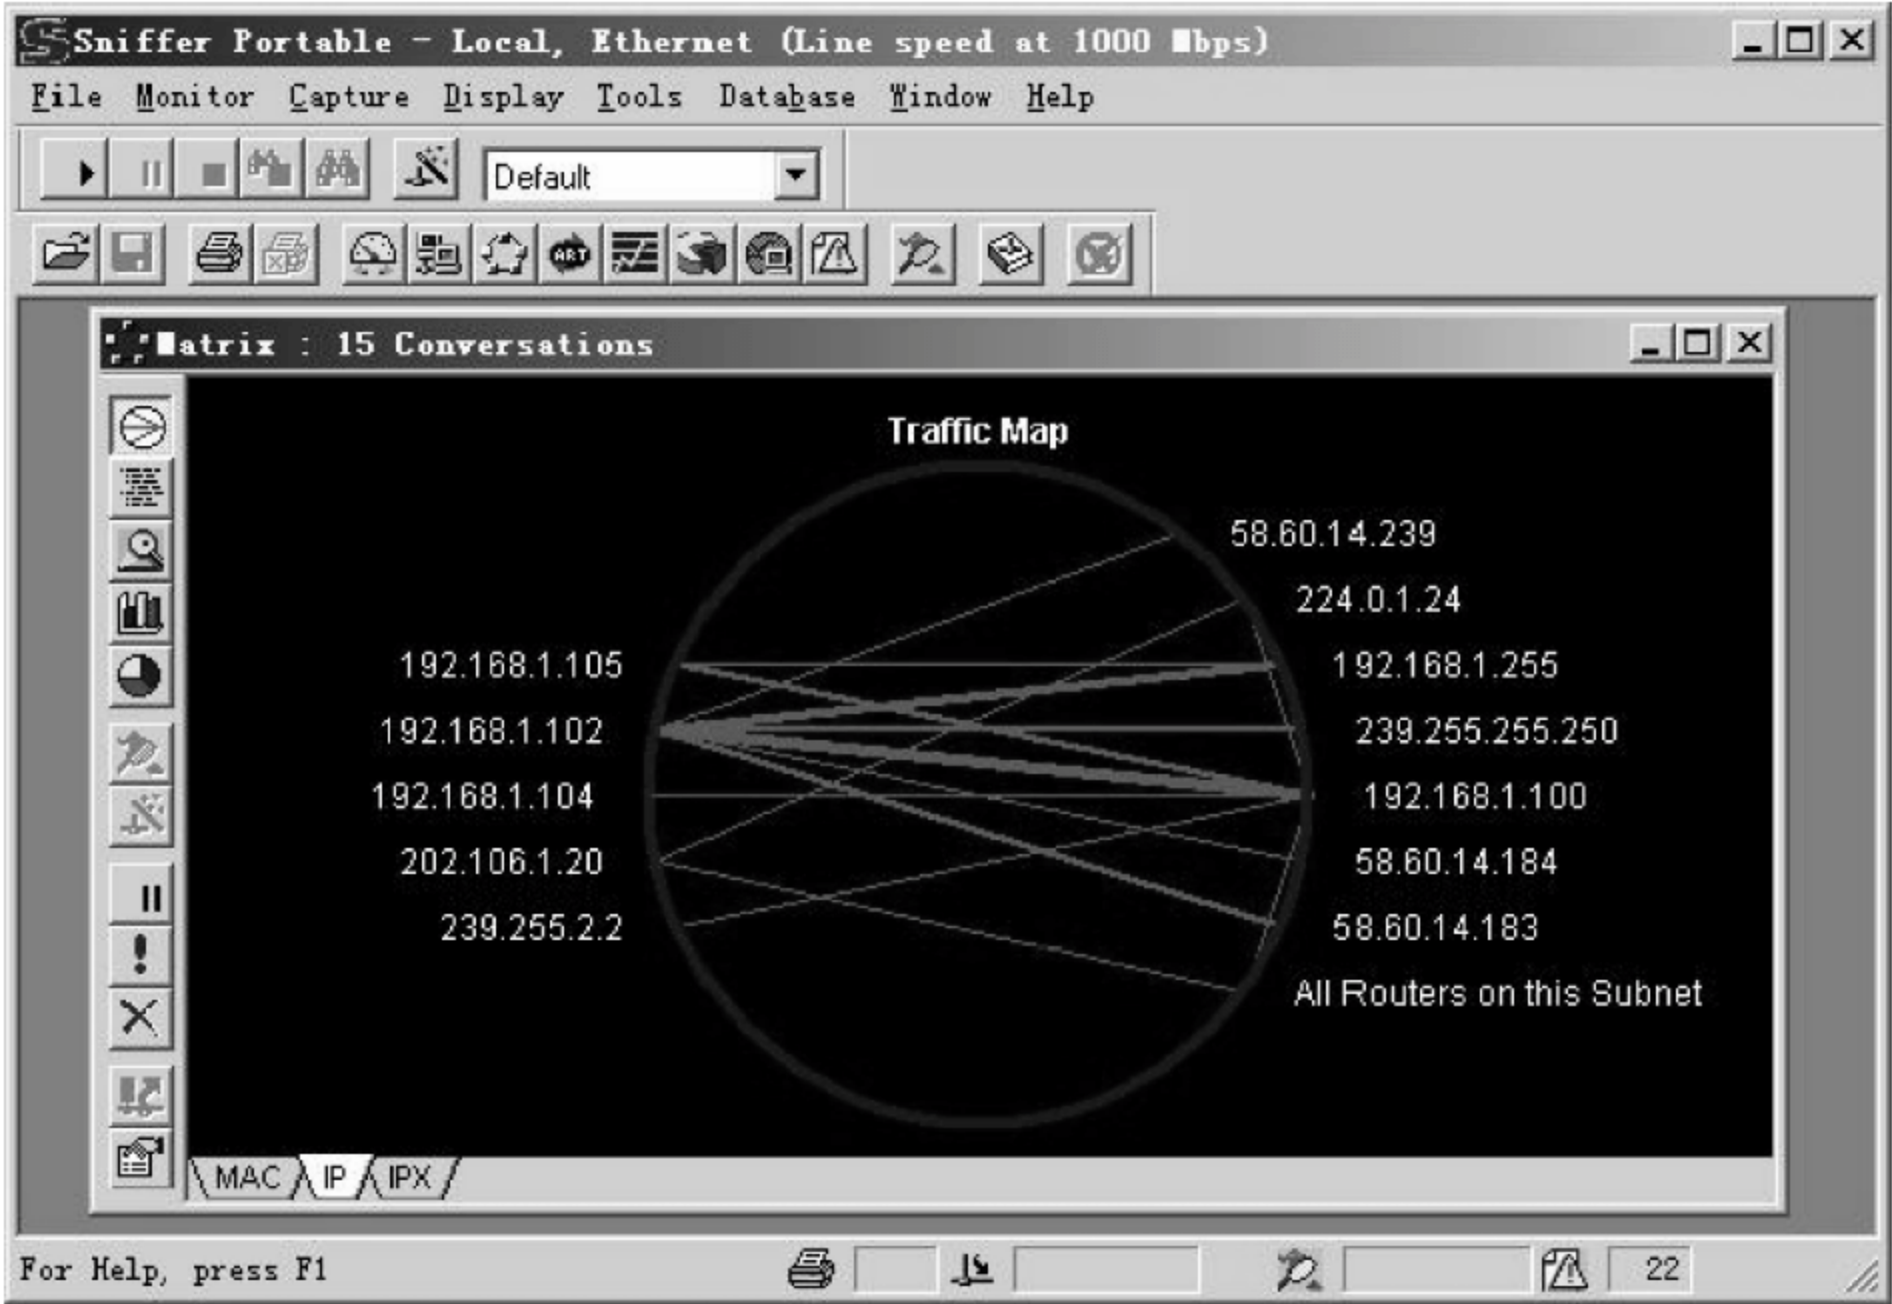 Sniffer Portable - Local, Ethernet (Line speed at 1000 Mbps)
File Monitor Capture Display Tools Database Window Help
Default
ART
Matrix : 15 Conversations
Traffic Map
58.60.14.239
224.0.1.24
192.168.1.105 192.168.1.255
192.168.1.102 239.255.255.250
192.168.1.104 192.168.1.100
202.106.1.20 58.60.14.184
239.255.2.2 58.60.14.183
All Routers on this Subnet
MAC IP IPX
For Help, press F1 22